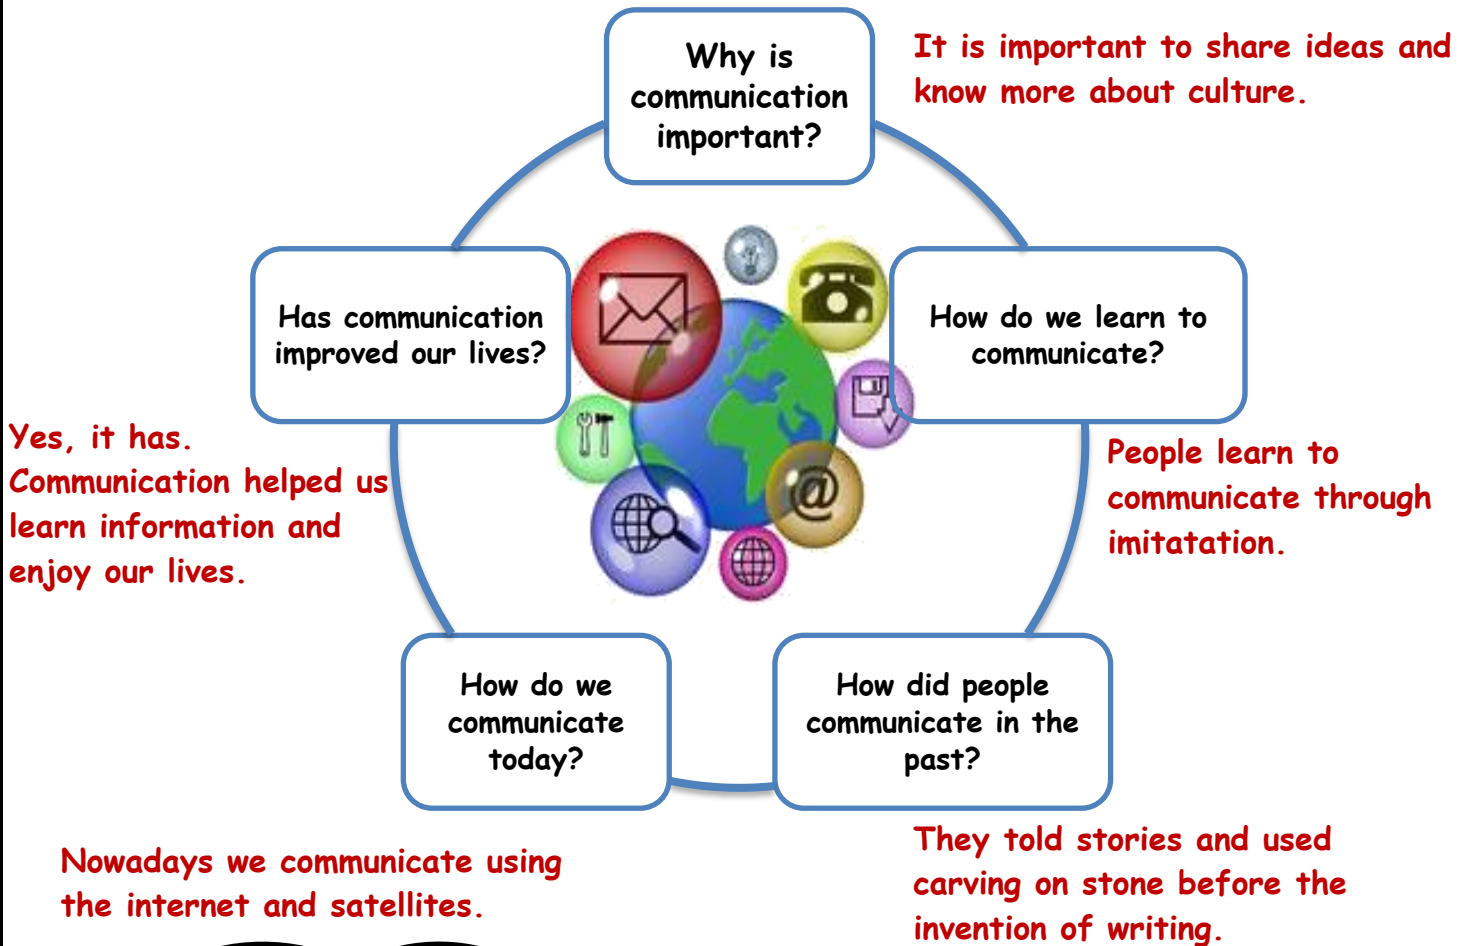 Why is
communication
important?
It is important to share ideas and
know more about culture.
How do we learn to
communicate?
People learn to
communicate through
imitatation.
How did people
communicate in the
past?
They told stories and used
carving on stone before the
invention of writing.
How do we
communicate
today?
Nowadays we communicate using
the internet and satellites.
Has communication
improved our lives?
Yes, it has.
Communication helped us
learn information and
enjoy our lives.
@